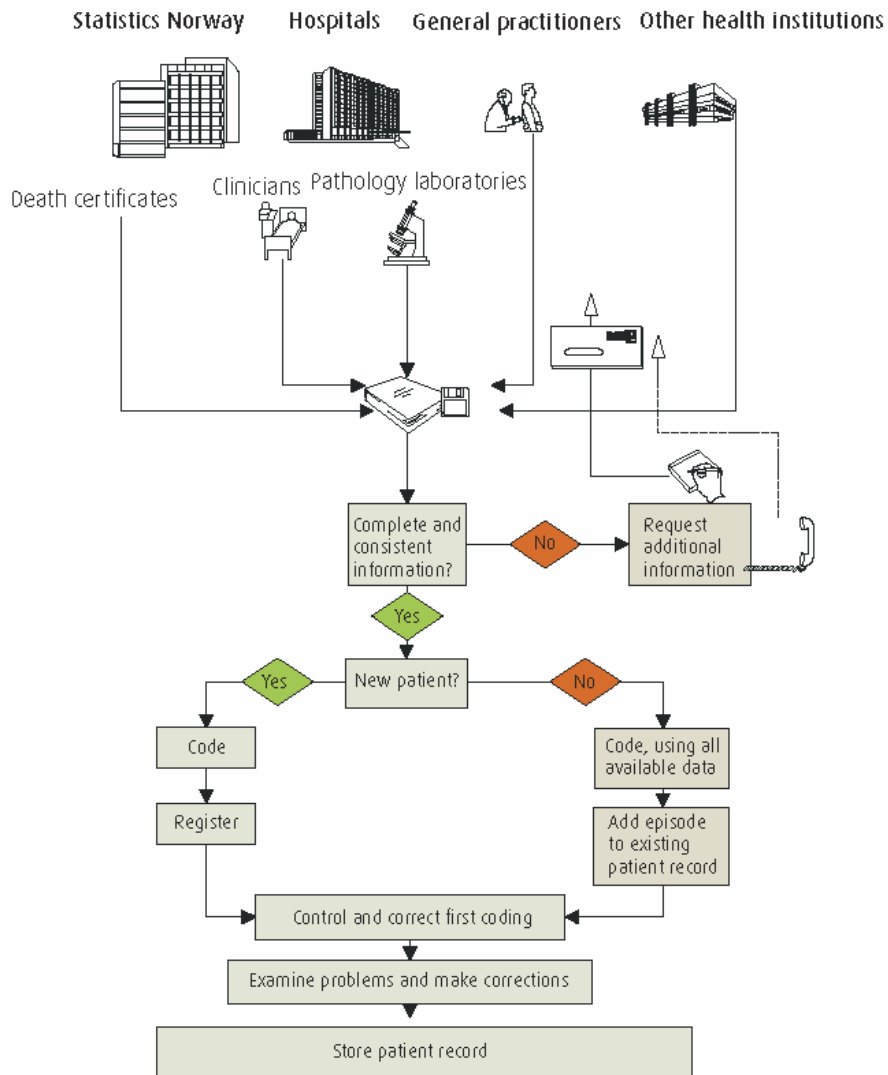 Statistics Norway
Hospitals
General practitioners
Other health institutions
Death certificates
Clinicians
Pathology laboratories
Complete and
consistent
information?
No
Request
additional
information
Yes
New patient?
Yes
No
Code
Code, using all
available data
Register
Add episode
to existing
patient record
Control and correct first coding
Examine problems and make corrections
Store patient record